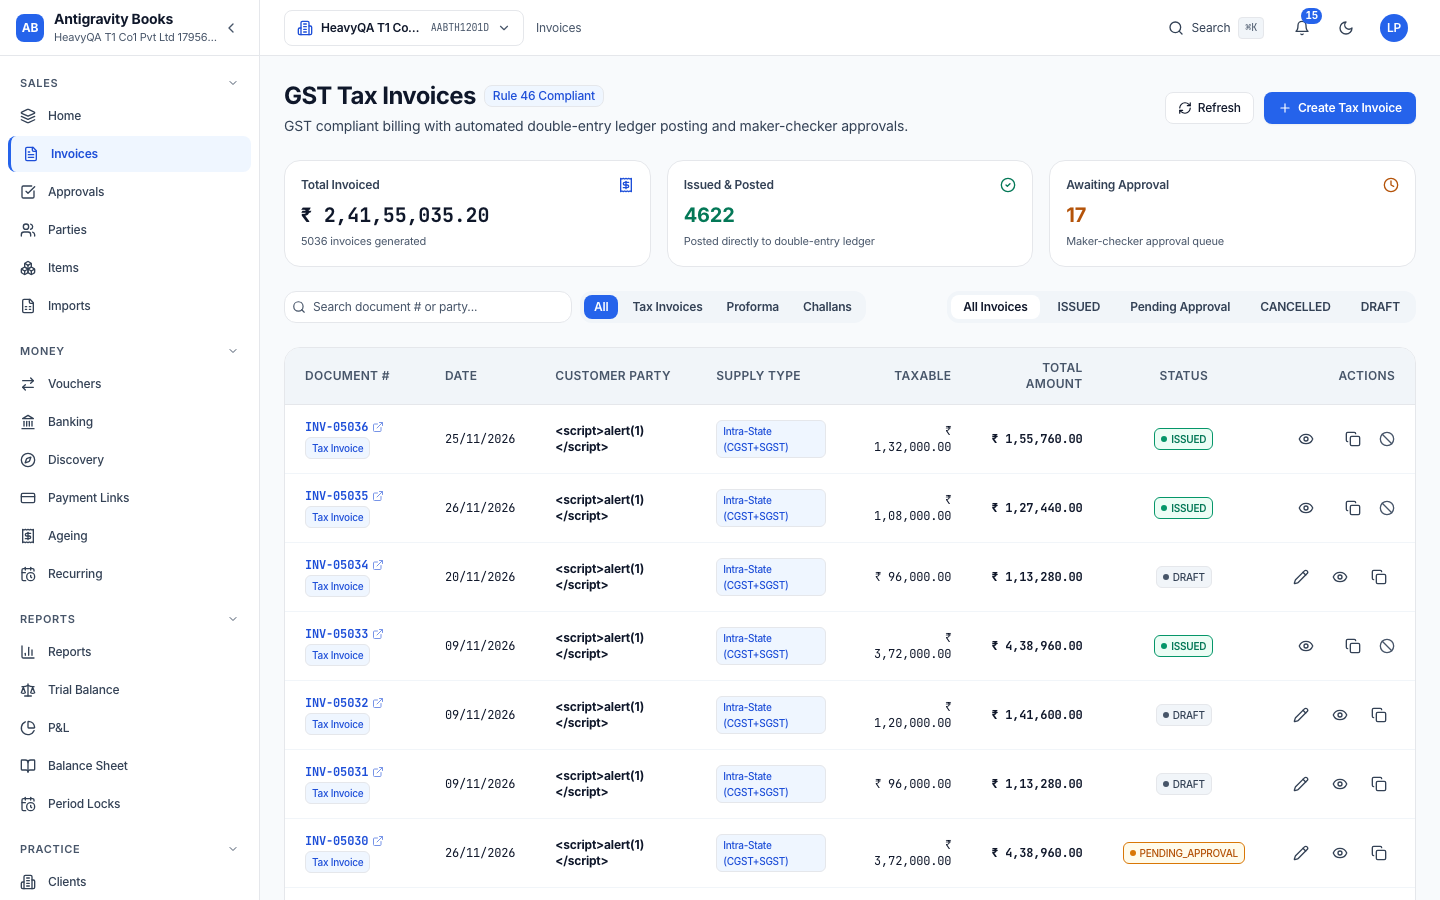 AB
Antigravity Books
HeavyQA T1 Co1 Pvt Ltd 17956...
HeavyQA T1 Co... AABTH1201D
Invoices
Search ⌘K
15
LP
SALES
Home
Invoices
Approvals
Parties
Items
Imports
MONEY
Vouchers
Banking
Discovery
Payment Links
Ageing
Recurring
REPORTS
Reports
Trial Balance
P&L
Balance Sheet
Period Locks
PRACTICE
Clients
GST Tax Invoices Rule 46 Compliant
GST compliant billing with automated double-entry ledger posting and maker-checker approvals.
Refresh
Create Tax Invoice
Total Invoiced
₹ 2,41,55,035.20
5036 invoices generated
Issued & Posted
4622
Posted directly to double-entry ledger
Awaiting Approval
17
Maker-checker approval queue
Search document # or party...
All Tax Invoices Proforma Challans
All Invoices ISSUED Pending Approval CANCELLED DRAFT
DOCUMENT # DATE CUSTOMER PARTY SUPPLY TYPE TAXABLE TOTAL AMOUNT STATUS ACTIONS
INV-05036 Tax Invoice 25/11/2026 <script>alert(1)</script> Intra-State (CGST+SGST) ₹ 1,32,000.00 ₹ 1,55,760.00 ISSUED
INV-05035 Tax Invoice 26/11/2026 <script>alert(1)</script> Intra-State (CGST+SGST) ₹ 1,08,000.00 ₹ 1,27,440.00 ISSUED
INV-05034 Tax Invoice 20/11/2026 <script>alert(1)</script> Intra-State (CGST+SGST) ₹ 96,000.00 ₹ 1,13,280.00 DRAFT
INV-05033 Tax Invoice 09/11/2026 <script>alert(1)</script> Intra-State (CGST+SGST) ₹ 3,72,000.00 ₹ 4,38,960.00 ISSUED
INV-05032 Tax Invoice 09/11/2026 <script>alert(1)</script> Intra-State (CGST+SGST) ₹ 1,20,000.00 ₹ 1,41,600.00 DRAFT
INV-05031 Tax Invoice 09/11/2026 <script>alert(1)</script> Intra-State (CGST+SGST) ₹ 96,000.00 ₹ 1,13,280.00 DRAFT
INV-05030 Tax Invoice 26/11/2026 <script>alert(1)</script> Intra-State (CGST+SGST) ₹ 3,72,000.00 ₹ 4,38,960.00 PENDING_APPROVAL